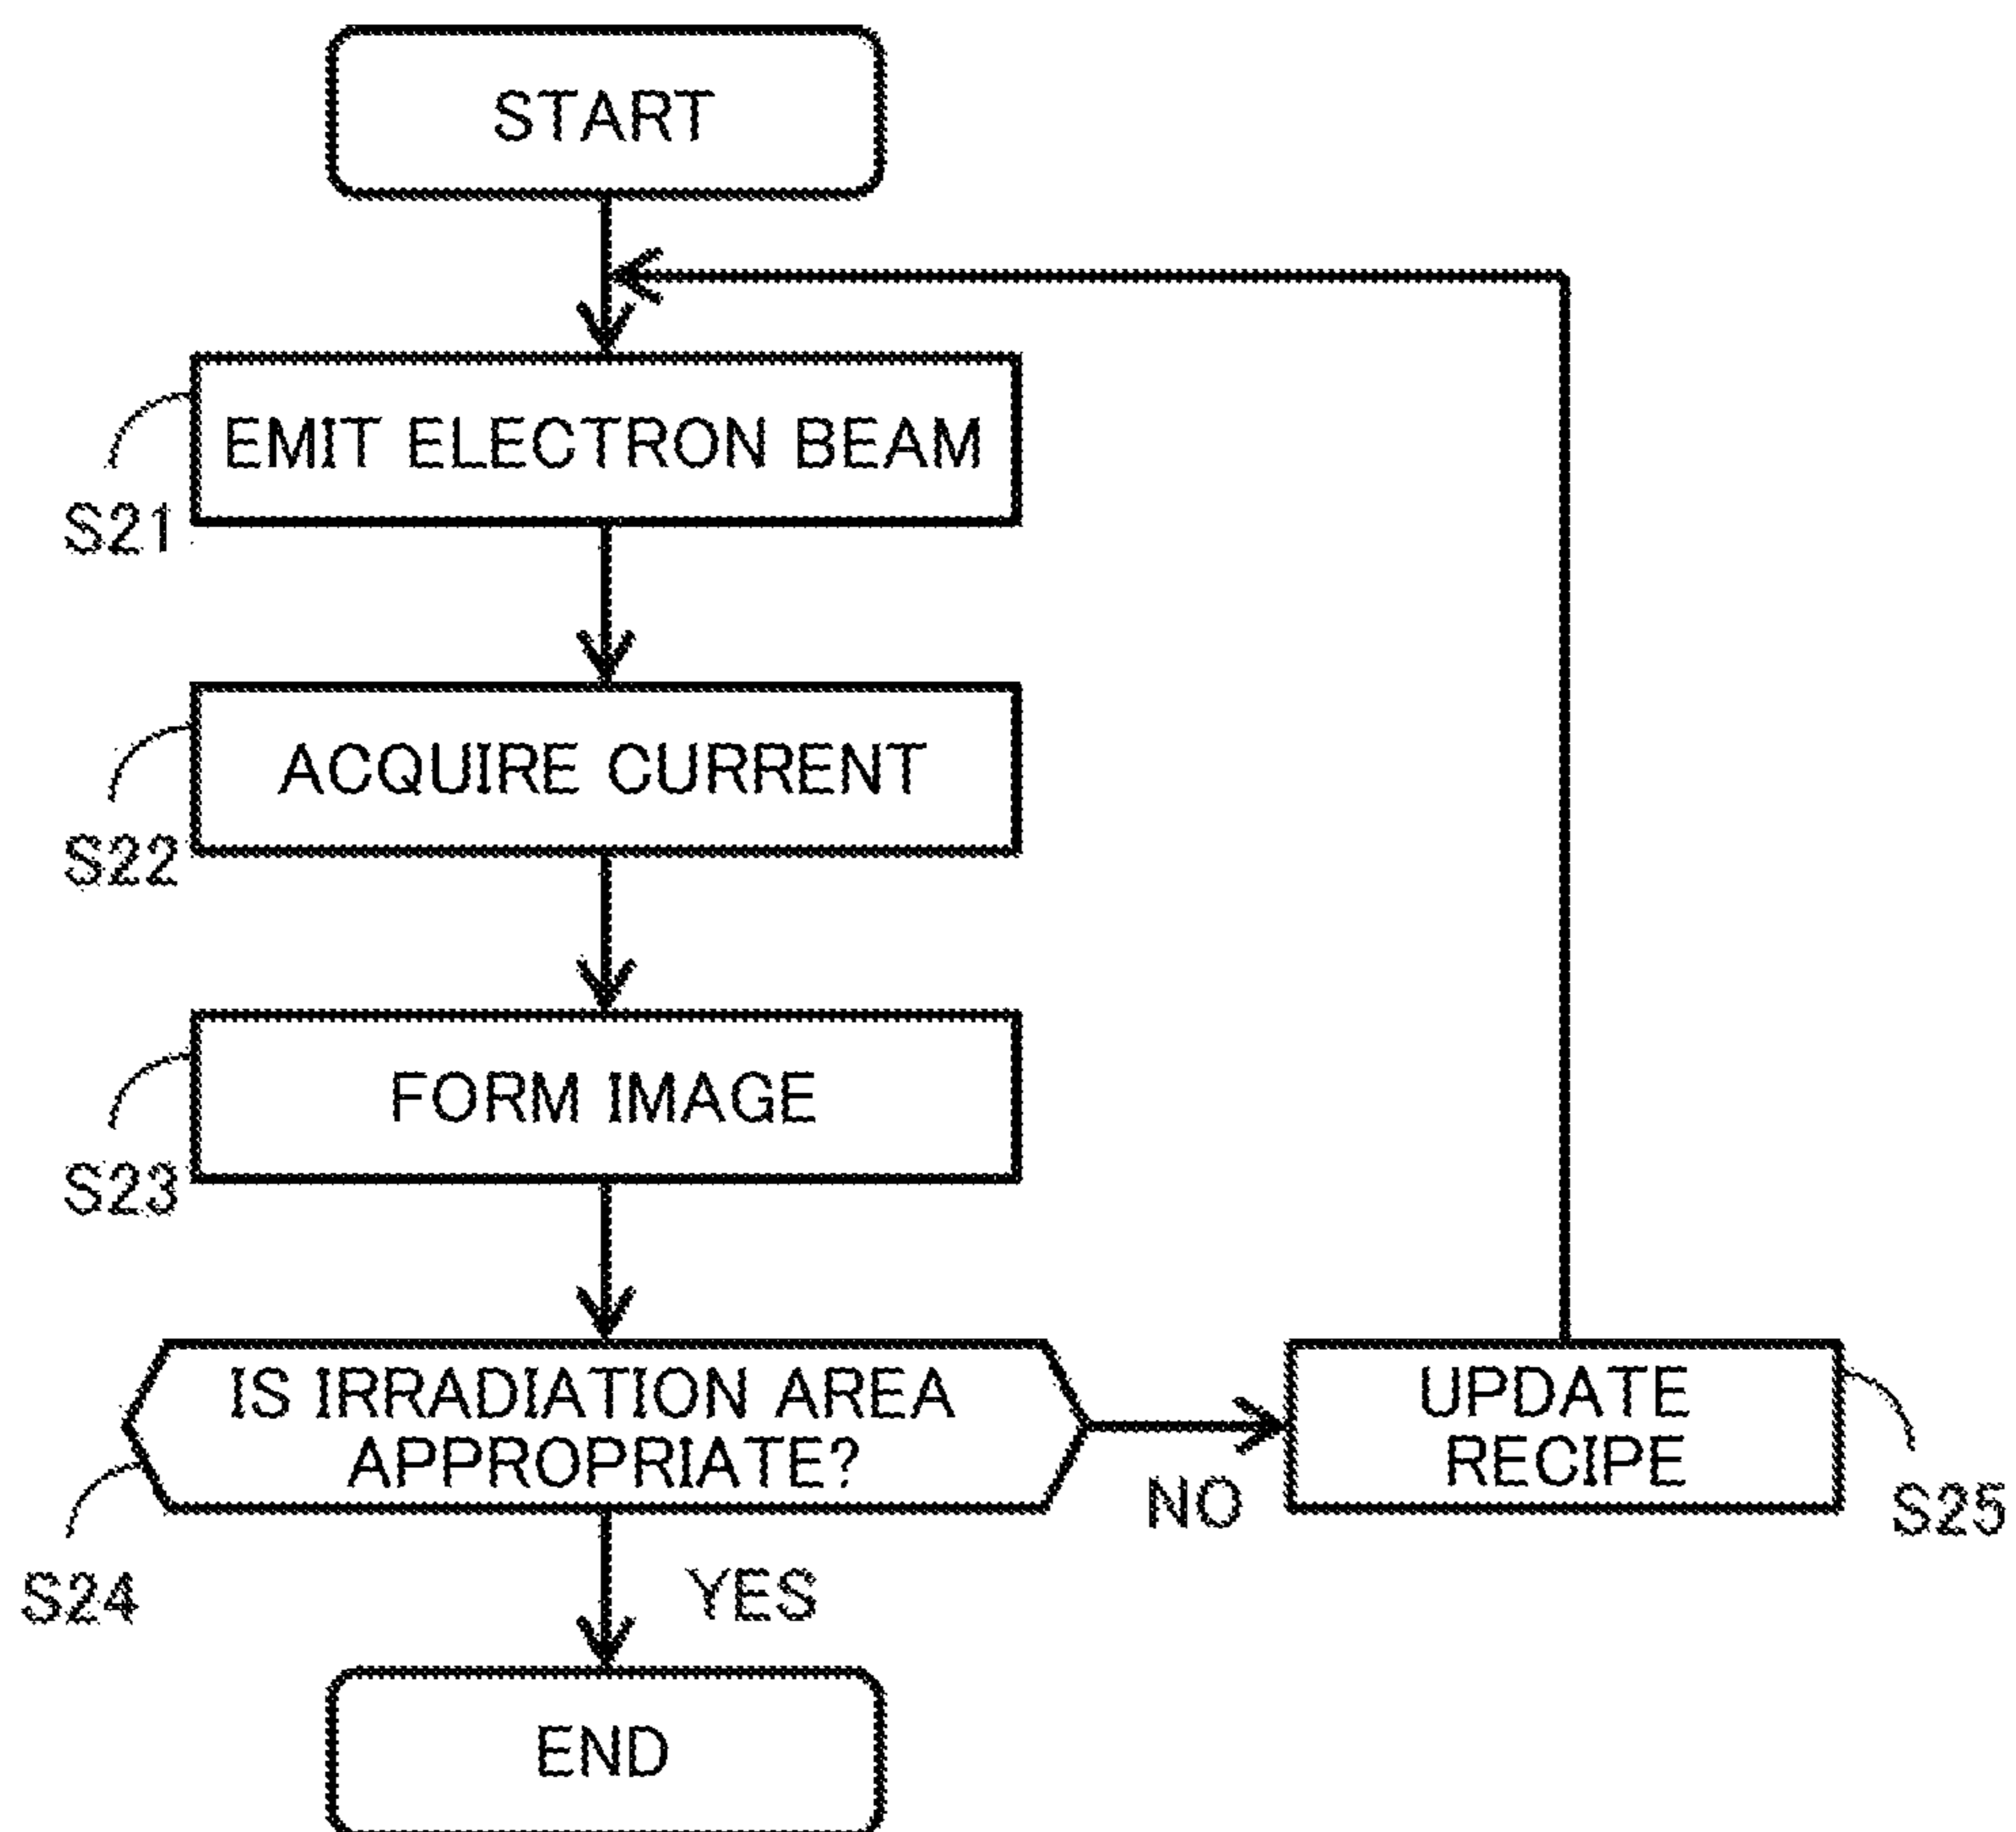 START
EMIT ELECTRON BEAM
S21
ACQUIRE CURRENT
S22
FORM IMAGE
S23
IS IRRADIATION AREA
APPROPRIATE?
S24
NO
UPDATE
RECIPE
S25
YES
END